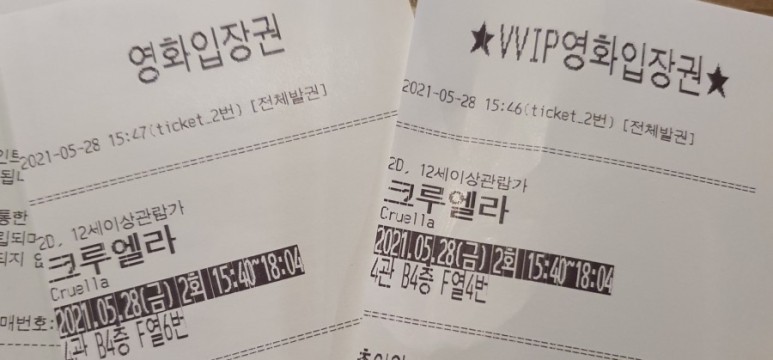 영화입장권
2021-05-28 15:47(ticket_2번) [전체발권]
2D, 12세이상관람가
크루엘라
Cruella
2021.05.28(금) 2회 15:40~18:04
4관 B4층 F열6번
매번호:
★VVIP영화입장권★
2021-05-28 15:46(ticket_2번) [전체발권]
2D, 12세이상관람가
크루엘라
Cruella
2021.05.28(금) 2회 15:40~18:04
4관 B4층 F열4번